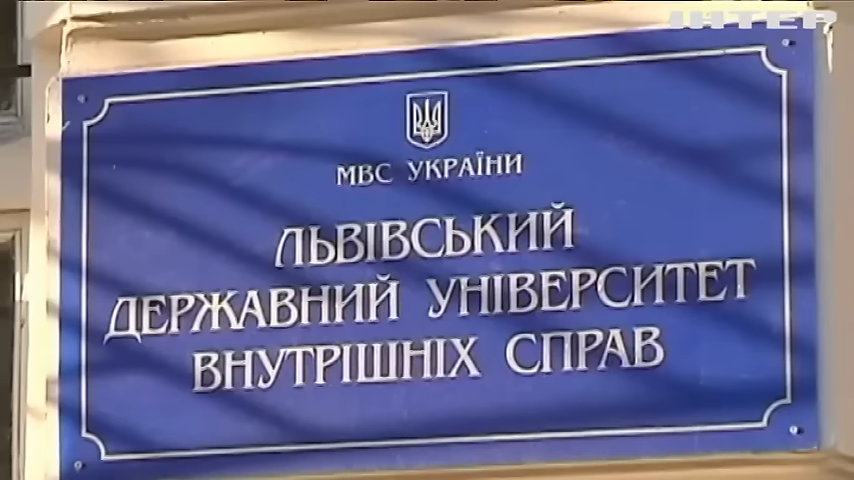 ІНТЕР
МВС УКРАЇНИ
ЛЬВІВСЬКИЙ
ДЕРЖАВНИЙ УНІВЕРСИТЕТ
ВНУТРІШНІХ СПРАВ